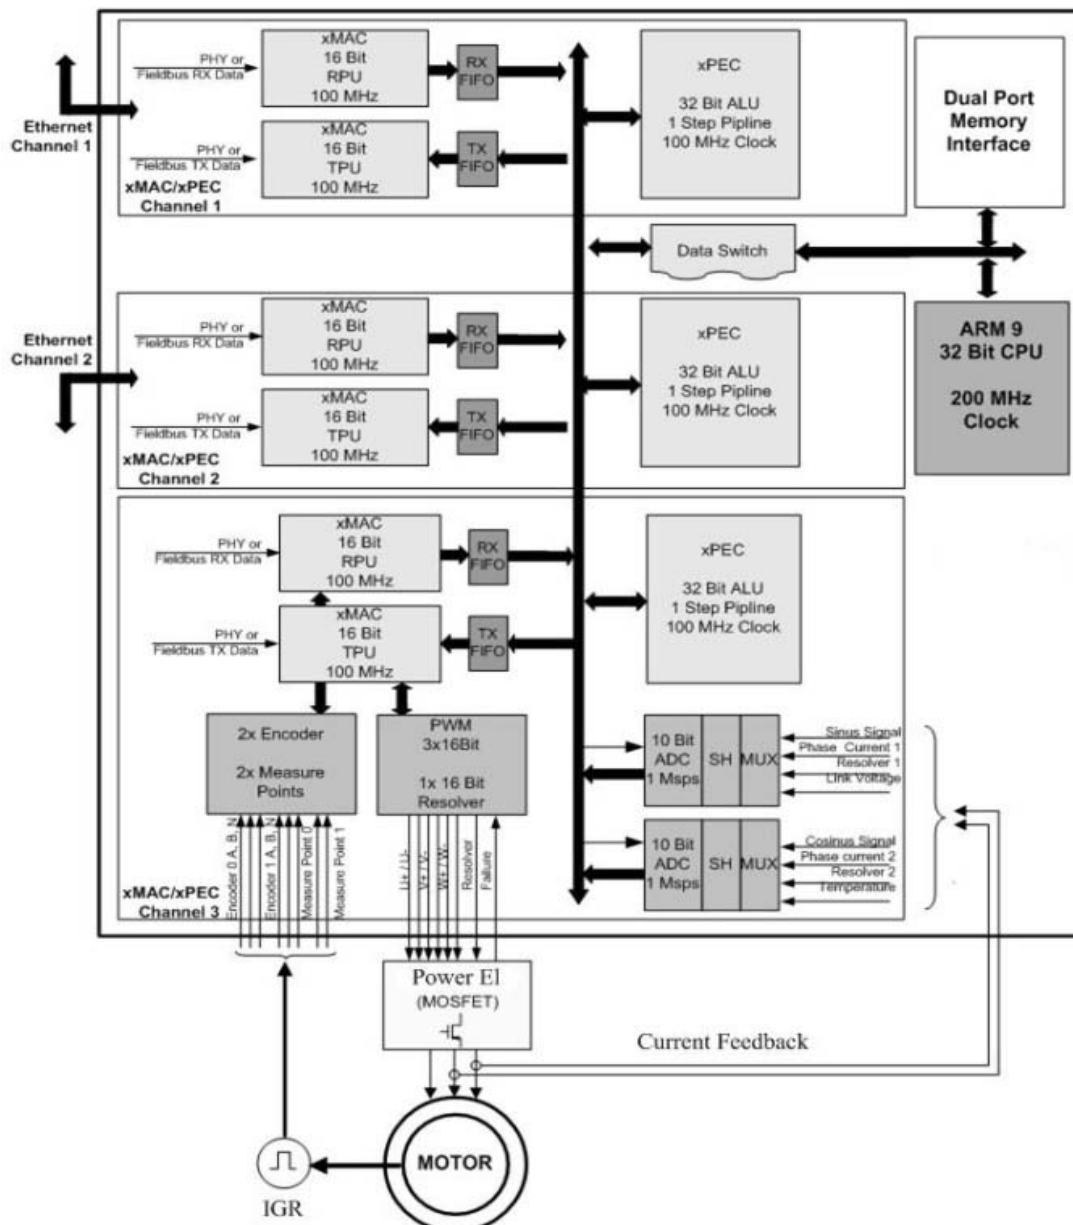 PHY or
Fieldbus RX Data
xMAC
16 Bit
RPU
100 MHz
RX
FIFO
xPEC
32 Bit ALU
1 Step Pipline
100 MHz Clock
Dual Port
Memory
Interface
Ethernet
Channel 1
PHY or
Fieldbus TX Data
xMAC
16 Bit
TPU
100 MHz
TX
FIFO
xMAC/xPEC
Channel 1
Data Switch
Ethernet
Channel 2
PHY or
Fieldbus RX Data
xMAC
16 Bit
RPU
100 MHz
RX
FIFO
xPEC
32 Bit ALU
1 Step Pipline
100 MHz Clock
ARM 9
32 Bit CPU
200 MHz
Clock
PHY or
Fieldbus TX Data
xMAC
16 Bit
TPU
100 MHz
TX
FIFO
xMAC/xPEC
Channel 2
PHY or
Fieldbus RX Data
xMAC
16 Bit
RPU
100 MHz
RX
FIFO
xPEC
32 Bit ALU
1 Step Pipline
100 MHz Clock
PHY or
Fieldbus TX Data
xMAC
16 Bit
TPU
100 MHz
TX
FIFO
2x Encoder
2x Measure
Points
PWM
3x16Bit
1x 16 Bit
Resolver
10 Bit
ADC
1 Msps
SH
MUX
Sinus Signal
Phase Current 1
Resolver 1
Link Voltage
10 Bit
ADC
1 Msps
SH
MUX
Cosinus Signal
Phase current 2
Resolver 2
Temperature
xMAC/xPEC
Channel 3
Encoder 0 A, B, N
Encoder 1 A, B, N
Measure Point 0
Measure Point 1
U+ / U-
V+ / V-
W+ / W-
Resolver
Failure
Power El
(MOSFET)
Current Feedback
MOTOR
IGR